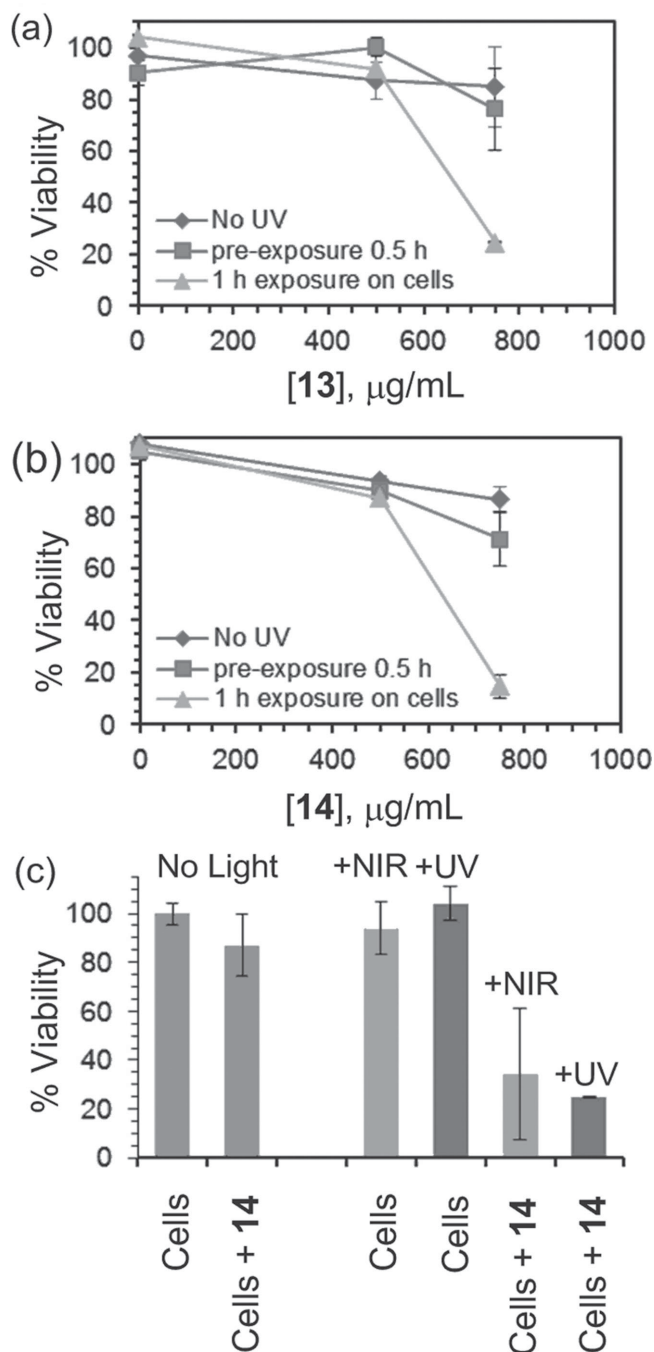 (a)
100
80
60
40
20
0
% Viability
No UV
pre-exposure 0.5 h
1 h exposure on cells
0 200 400 600 800 1000
[13], μg/mL
(b)
100
80
60
40
20
0
% Viability
No UV
pre-exposure 0.5 h
1 h exposure on cells
0 200 400 600 800 1000
[14], μg/mL
(c)
No Light +NIR +UV
100
80
60
40
20
0
% Viability
+NIR
+UV
Cells
Cells + 14
Cells
Cells
Cells + 14
Cells + 14